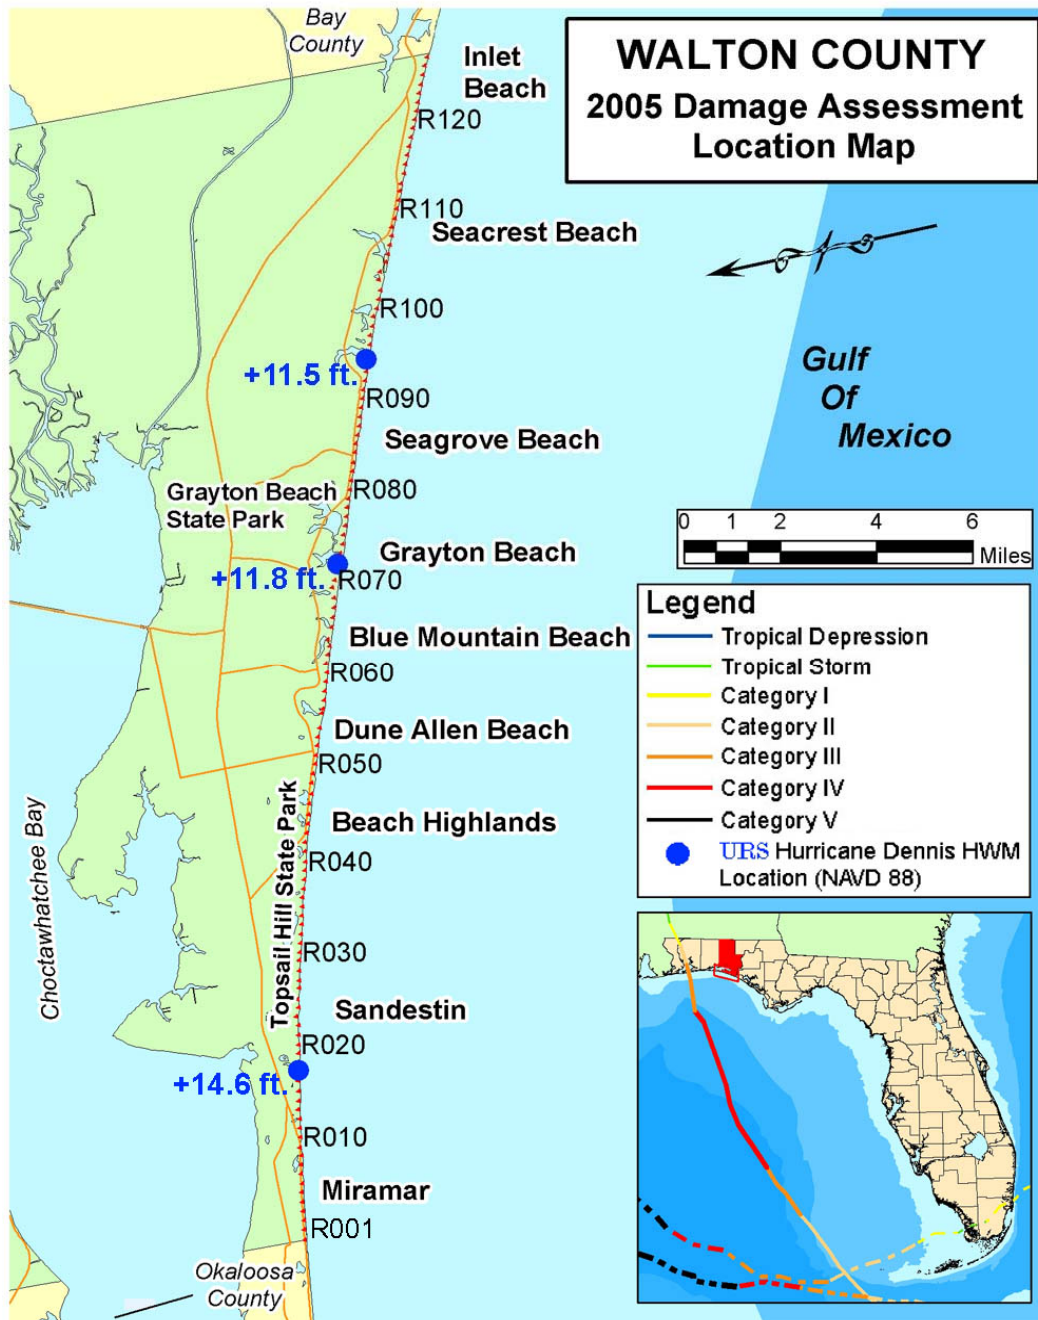 WALTON COUNTY
2005 Damage Assessment
Location Map
Bay
County
Inlet
Beach
R120
R110
Seacrest Beach
R100
+11.5 ft.
R090
Seagrove Beach
Grayton Beach
State Park
R080
Grayton Beach
+11.8 ft.
R070
Blue Mountain Beach
R060
Dune Allen Beach
R050
Topsail Hill State Park
Beach Highlands
R040
R030
Sandestin
R020
+14.6 ft.
R010
Miramar
R001
Choctawhatchee Bay
Okaloosa
County
Gulf
Of
Mexico
0 1 2 4 6
Miles
Legend
Tropical Depression
Tropical Storm
Category I
Category II
Category III
Category IV
Category V
URS Hurricane Dennis HWM
Location (NAVD 88)